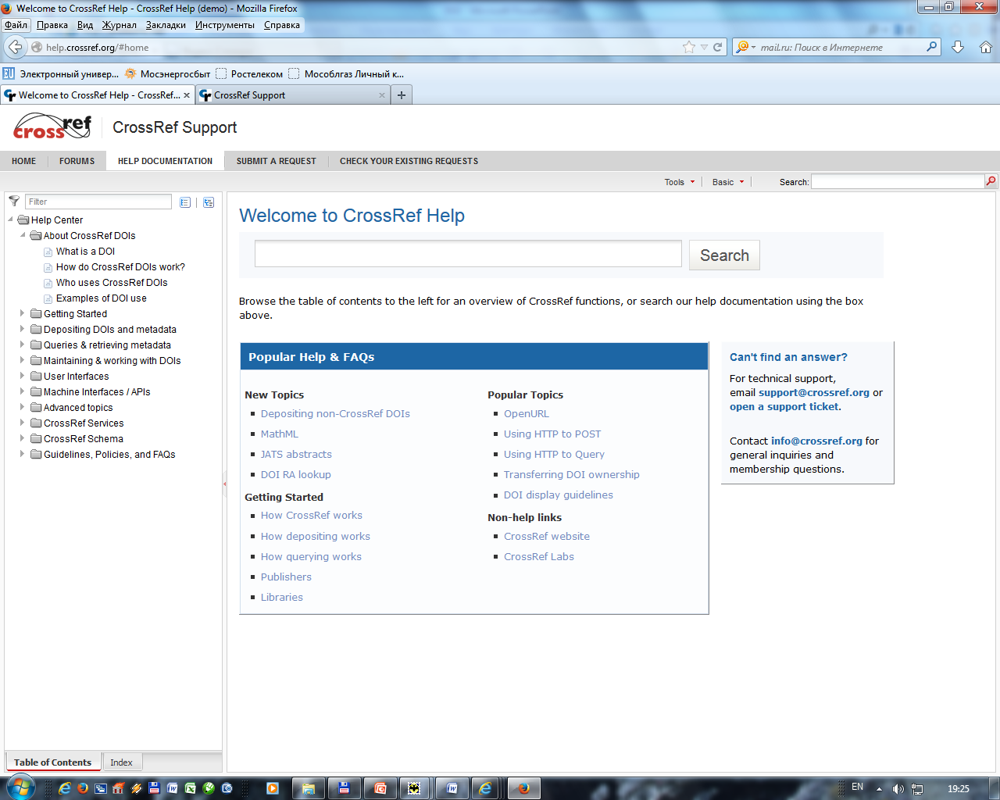 Welcome to CrossRef Help - CrossRef Help (demo) - Mozilla Firefox
Файл Правка Вид Журнал Закладки Инструменты Справка
help.crossref.org/#home
mail.ru: Поиск в Интернете
Электронный универ... Мосэнергосбыт Ростелеком Мособлгаз Личный к...
Welcome to CrossRef Help - CrossRef... CrossRef Support
crossref CrossRef Support
HOME FORUMS HELP DOCUMENTATION SUBMIT A REQUEST CHECK YOUR EXISTING REQUESTS
Tools Basic Search:
Filter
Help Center
About CrossRef DOIs
What is a DOI
How do CrossRef DOIs work?
Who uses CrossRef DOIs
Examples of DOI use
Getting Started
Depositing DOIs and metadata
Queries & retrieving metadata
Maintaining & working with DOIs
User Interfaces
Machine Interfaces / APIs
Advanced topics
CrossRef Services
CrossRef Schema
Guidelines, Policies, and FAQs
Table of Contents Index
Welcome to CrossRef Help
Search
Browse the table of contents to the left for an overview of CrossRef functions, or search our help documentation using the box
above.
Popular Help & FAQs
New Topics
Depositing non-CrossRef DOIs
MathML
JATS abstracts
DOI RA lookup
Getting Started
How CrossRef works
How depositing works
How querying works
Publishers
Libraries
Popular Topics
OpenURL
Using HTTP to POST
Using HTTP to Query
Transferring DOI ownership
DOI display guidelines
Non-help links
CrossRef website
CrossRef Labs
Can't find an answer?
For technical support,
email support@crossref.org or
open a support ticket.
Contact info@crossref.org for
general inquiries and
membership questions.
EN 19:25